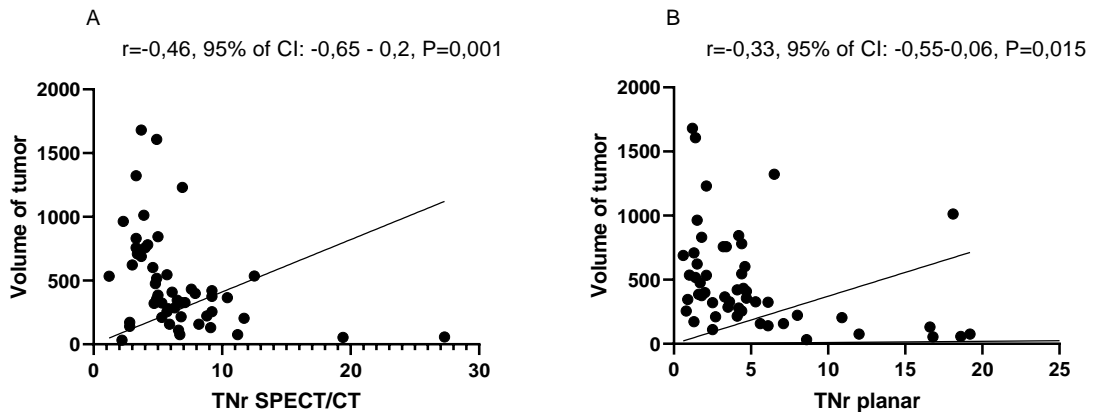 A
r=-0,46, 95% of CI: -0,65 - 0,2, P=0,001
2000
1500
1000
500
0
Volume of tumor
0
10
20
30
TNr SPECT/CT
B
r=-0,33, 95% of CI: -0,55-0,06, P=0,015
2000
1500
1000
500
0
Volume of tumor
0
5
10
15
20
25
TNr planar